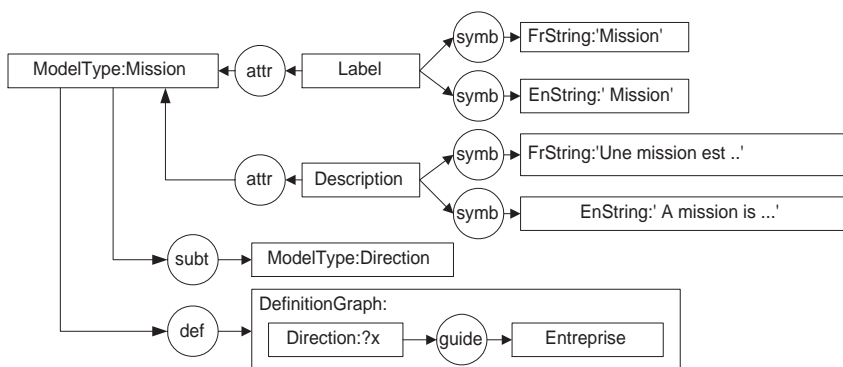 symb
FrString:'Mission'
ModelType:Mission
attr
Label
symb
EnString:' Mission'
symb
FrString:'Une mission est ..'
attr
Description
symb
EnString:' A mission is ...'
subt
ModelType:Direction
DefinitionGraph:
def
Direction:?x
guide
Entreprise